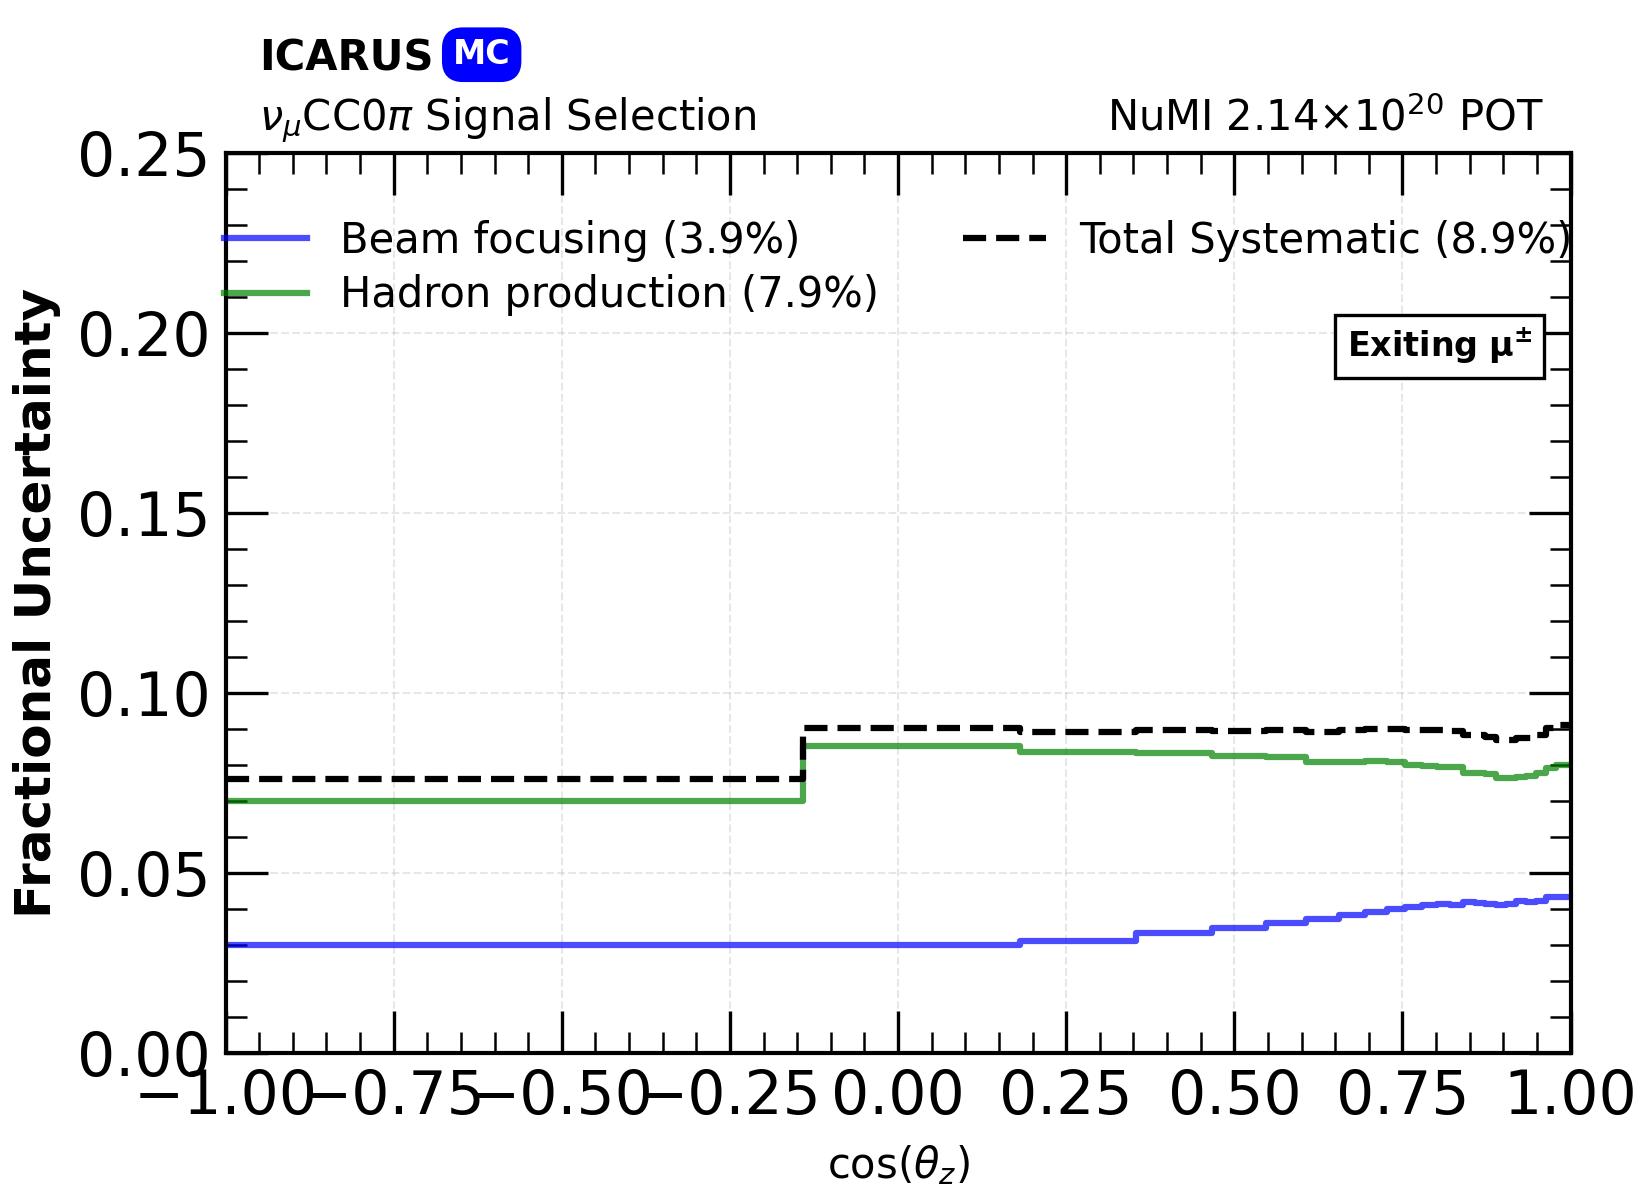 ICARUS MC
νμCC0π Signal Selection
NuMI 2.14×10²⁰ POT
Beam focusing (3.9%)
Hadron production (7.9%)
Total Systematic (8.9%)
Exiting μ±
Fractional Uncertainty
0.25
0.20
0.15
0.10
0.05
0.00
−1.00 −0.75 −0.50 −0.25 0.00 0.25 0.50 0.75 1.00
cos(θz)